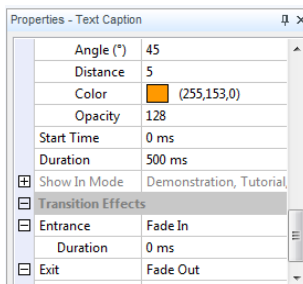 Properties - Text Caption
Angle (°) 45
Distance 5
Color (255,153,0)
Opacity 128
Start Time 0 ms
Duration 500 ms
Show In Mode Demonstration, Tutorial,
Transition Effects
Entrance Fade In
Duration 0 ms
Exit Fade Out